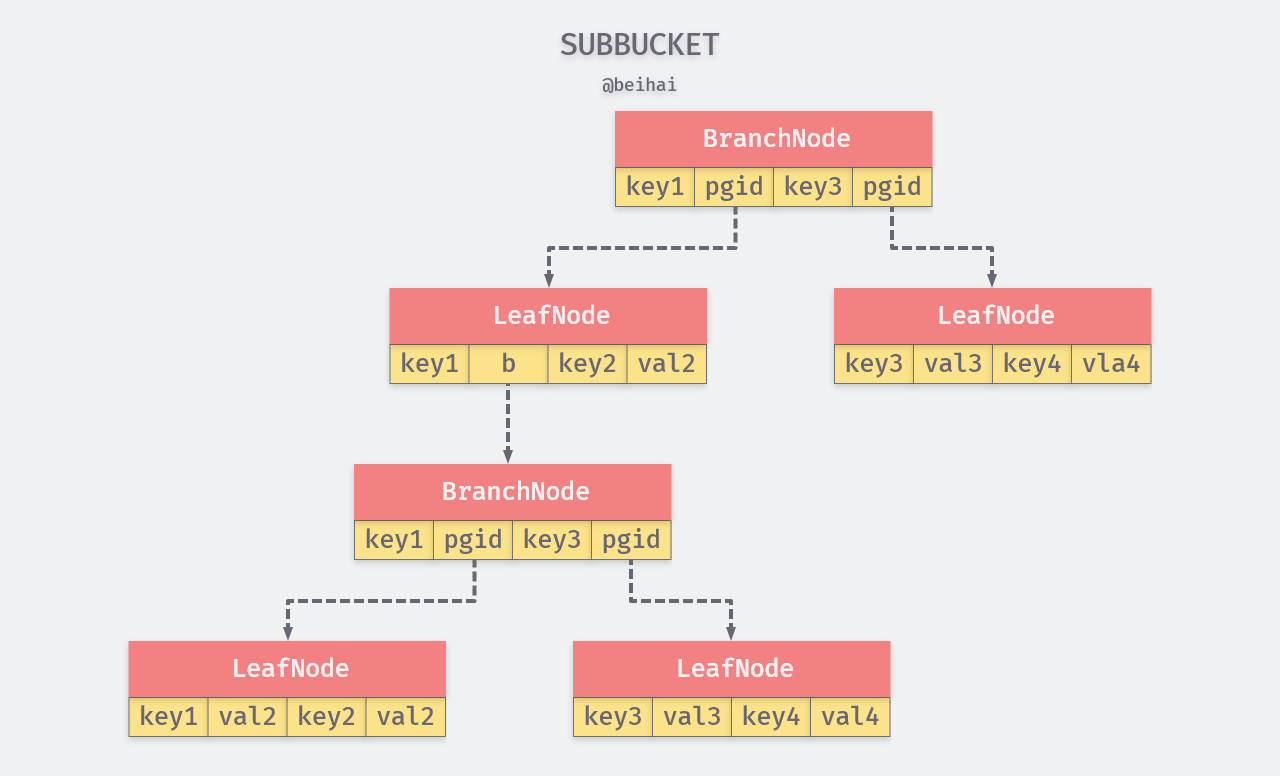 SUBBUCKET
@beihai
BranchNode
key1 pgid key3 pgid
LeafNode
key1 b key2 val2
LeafNode
key3 val3 key4 vla4
BranchNode
key1 pgid key3 pgid
LeafNode
key1 val2 key2 val2
LeafNode
key3 val3 key4 val4